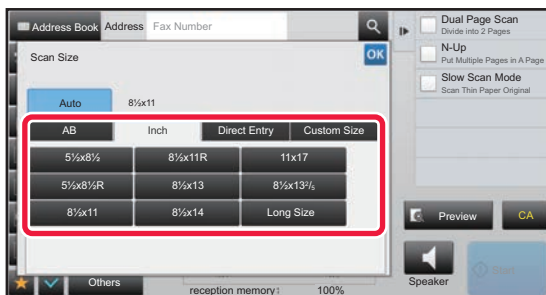 Address Book Address Fax Number
Scan Size
OK
Auto 8½x11
AB Inch Direct Entry Custom Size
5½x8½ 8½x11R 11x17
5½x8½R 8½x13 8½x13²/₅
8½x11 8½x14 Long Size
Others
reception memory: 100%
Dual Page Scan
Divide into 2 Pages
N-Up
Put Multiple Pages in A Page
Slow Scan Mode
Scan Thin Paper Original
Preview CA
Speaker Start